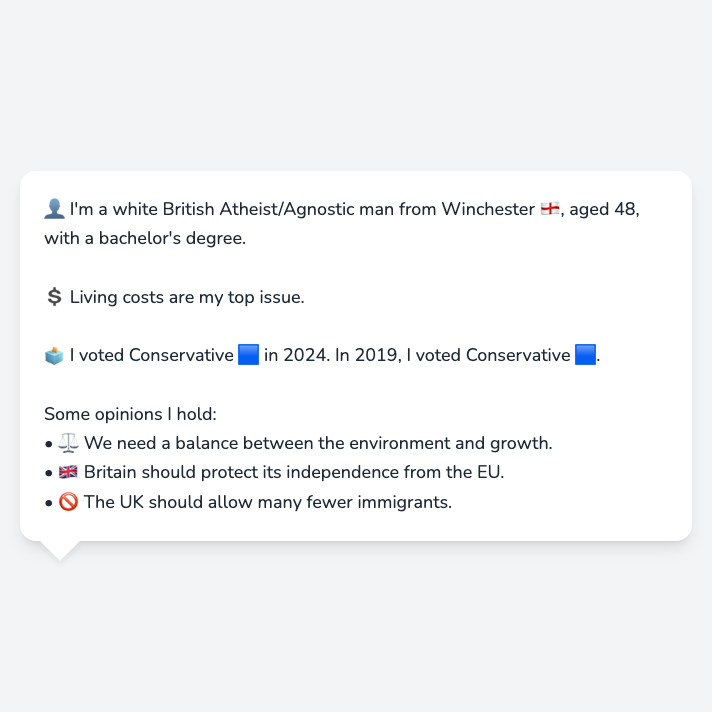 👤 I'm a white British Atheist/Agnostic man from Winchester 🏴󠁧󠁢󠁥󠁮󠁧󠁿, aged 48,
with a bachelor's degree.
💲 Living costs are my top issue.
🗳️ I voted Conservative 🟦 in 2024. In 2019, I voted Conservative 🟦.
Some opinions I hold:
• ⚖️ We need a balance between the environment and growth.
• 🇬🇧 Britain should protect its independence from the EU.
• 🚫 The UK should allow many fewer immigrants.